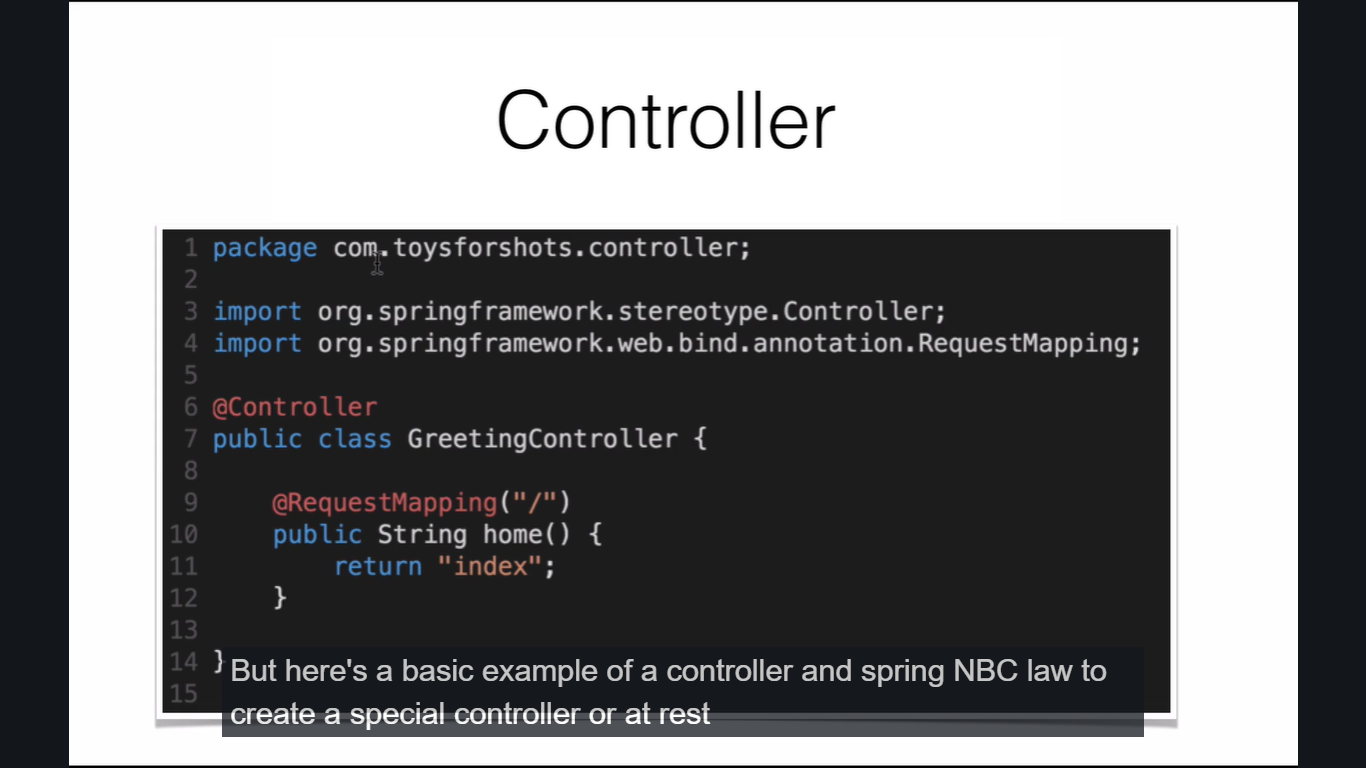 Controller
1 package com.toysforshots.controller;
2
3 import org.springframework.stereotype.Controller;
4 import org.springframework.web.bind.annotation.RequestMapping;
5
6 @Controller
7 public class GreetingController {
8
9     @RequestMapping("/")
10     public String home() {
11         return "index";
12     }
13
14 }
15
But here's a basic example of a controller and spring NBC law to
create a special controller or at rest